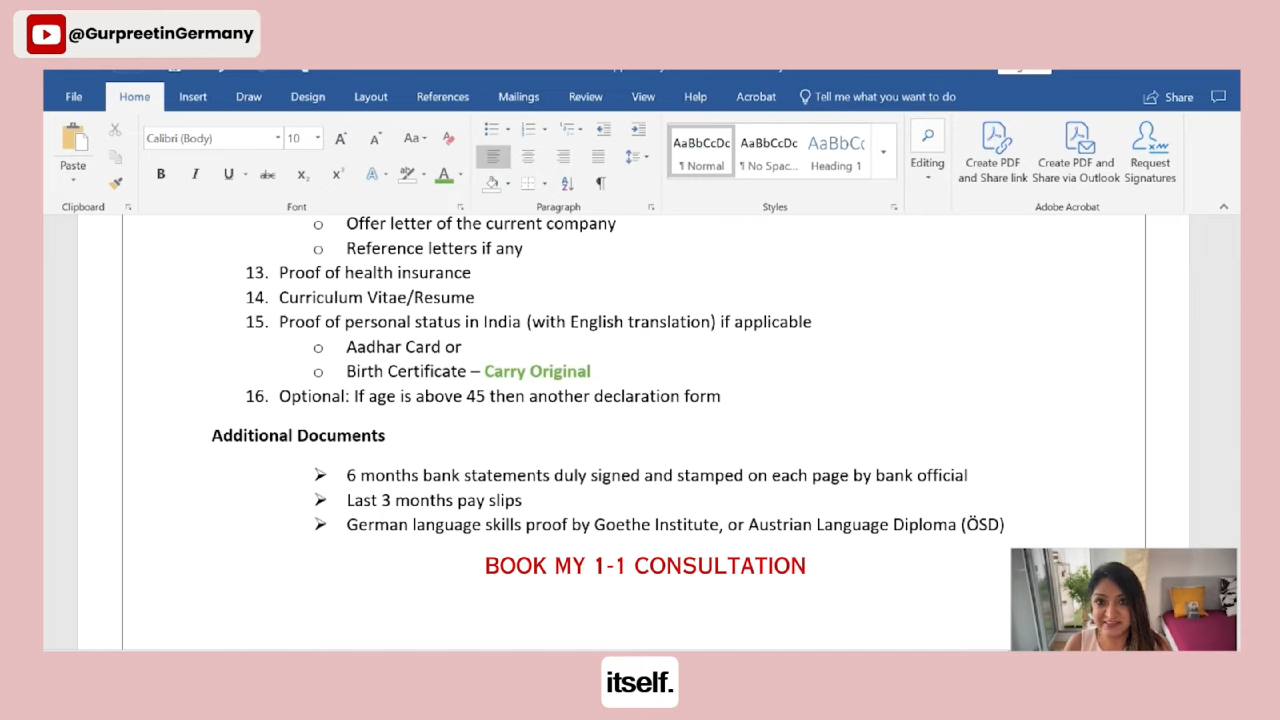 @GurpreetinGermany
File Home Insert Draw Design Layout References Mailings Review View Help Acrobat Tell me what you want to do Share
Calibri (Body) 10
Aa
AaBbCcDc AaBbCcDc AaBbCc
Paste
¶ Normal ¶ No Spac... Heading 1
Editing
Create PDF and Share link
Create PDF and Share via Outlook
Request Signatures
Clipboard Font Paragraph Styles Adobe Acrobat
o Offer letter of the current company
o Reference letters if any
13. Proof of health insurance
14. Curriculum Vitae/Resume
15. Proof of personal status in India (with English translation) if applicable
o Aadhar Card or
o Birth Certificate – Carry Original
16. Optional: If age is above 45 then another declaration form
Additional Documents
➢ 6 months bank statements duly signed and stamped on each page by bank official
➢ Last 3 months pay slips
➢ German language skills proof by Goethe Institute, or Austrian Language Diploma (ÖSD)
BOOK MY 1-1 CONSULTATION
itself.